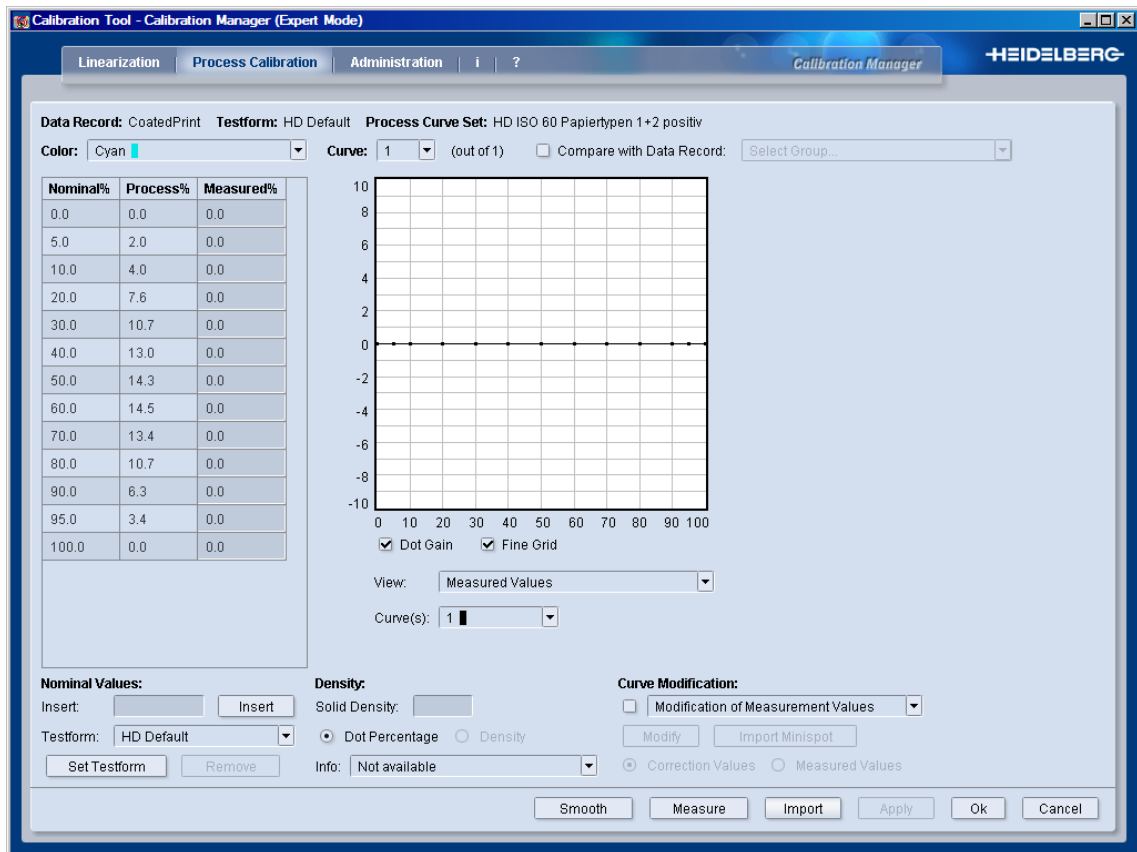 Calibration Tool - Calibration Manager (Expert Mode)
Linearization | Process Calibration | Administration | i | ?
Calibration Manager
HEIDELBERG
Data Record: CoatedPrint Testform: HD Default Process Curve Set: HD ISO 60 Papiertypen 1+2 positiv
Color: Cyan Curve: 1 (out of 1) Compare with Data Record: Select Group...
Nominal% Process% Measured%
0.0 0.0 0.0
5.0 2.0 0.0
10.0 4.0 0.0
20.0 7.6 0.0
30.0 10.7 0.0
40.0 13.0 0.0
50.0 14.3 0.0
60.0 14.5 0.0
70.0 13.4 0.0
80.0 10.7 0.0
90.0 6.3 0.0
95.0 3.4 0.0
100.0 0.0 0.0
10
8
6
4
2
0
-2
-4
-6
-8
-10
0 10 20 30 40 50 60 70 80 90 100
Dot Gain Fine Grid
View: Measured Values
Curve(s): 1
Nominal Values:
Insert: Insert
Testform: HD Default
Set Testform Remove
Density:
Solid Density:
Dot Percentage Density
Info: Not available
Curve Modification:
Modification of Measurement Values
Modify Import Minispot
Correction Values Measured Values
Smooth Measure Import Apply Ok Cancel